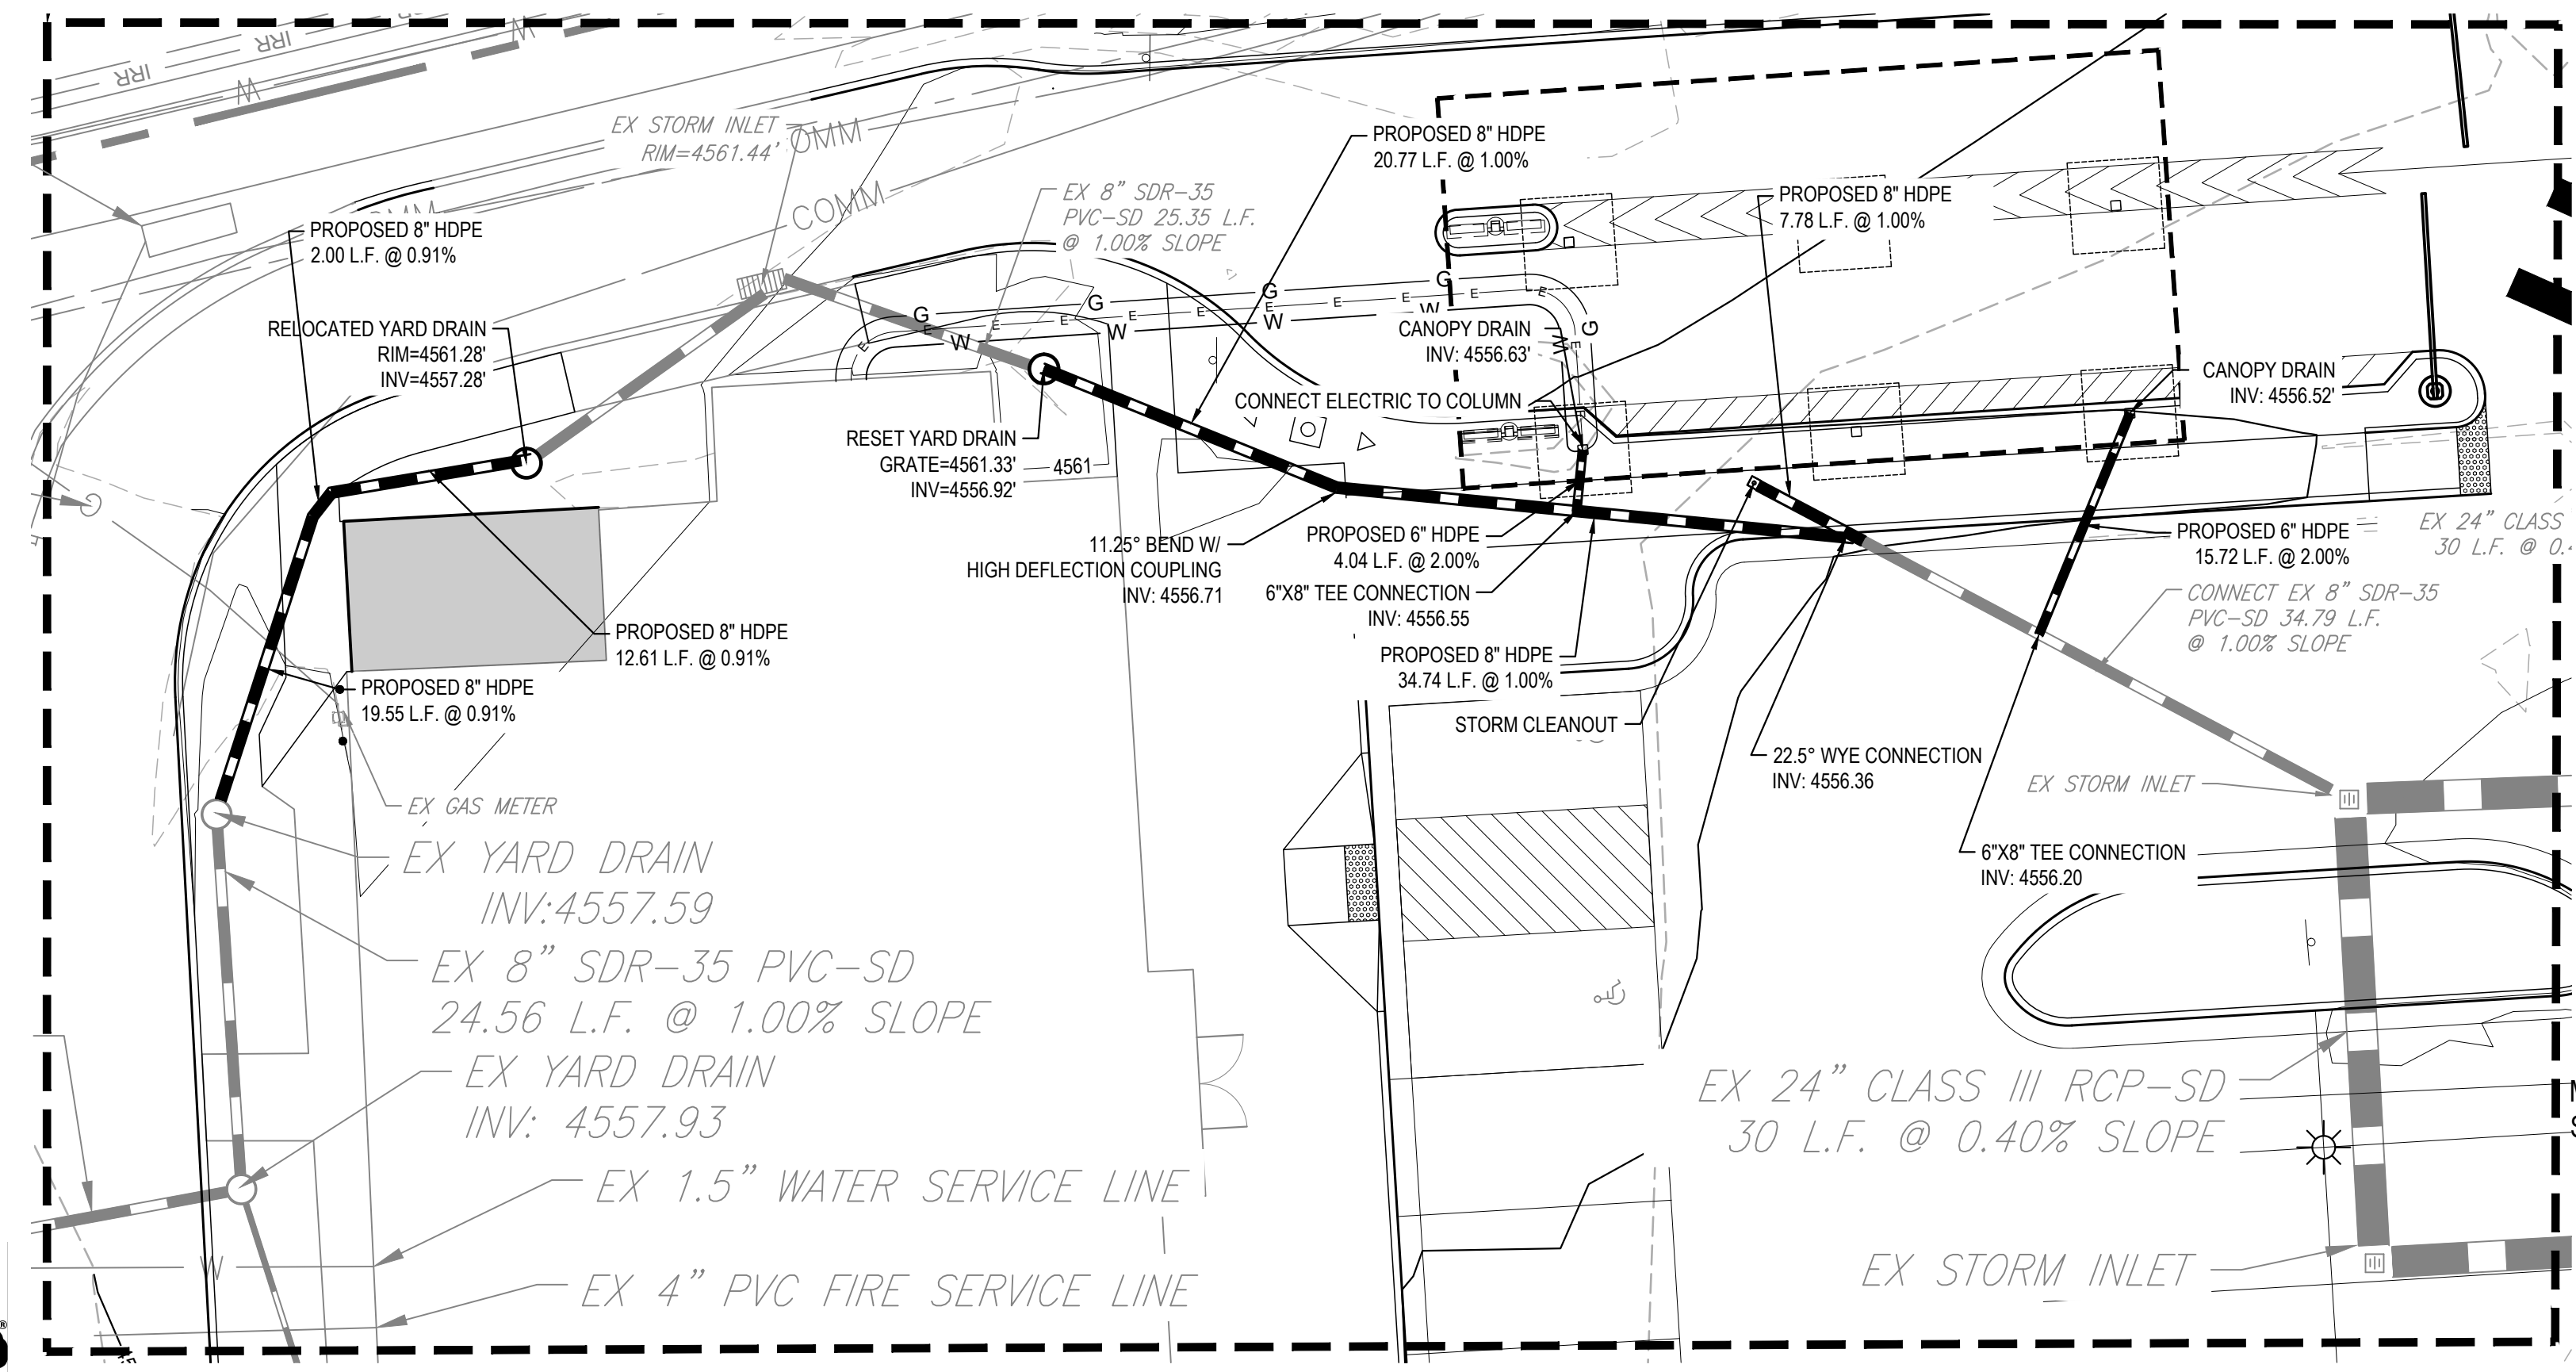 IRR
IRR
W
W
EX STORM INLET
RIM=4561.44'
OMM
COMM
PROPOSED 8" HDPE
2.00 L.F. @ 0.91%
EX 8" SDR-35
PVC-SD 25.35 L.F.
@ 1.00% SLOPE
PROPOSED 8" HDPE
20.77 L.F. @ 1.00%
PROPOSED 8" HDPE
7.78 L.F. @ 1.00%
RELOCATED YARD DRAIN
RIM=4561.28'
INV=4557.28'
G
G
G
G
G
E
E
E
E
E
E
E
E
E
E
E
W
W
W
W
W
CANOPY DRAIN
INV: 4556.63'
CONNECT ELECTRIC TO COLUMN
CANOPY DRAIN
INV: 4556.52'
RESET YARD DRAIN
GRATE=4561.33'
INV=4556.92'
4561
11.25° BEND W/
HIGH DEFLECTION COUPLING
INV: 4556.71
PROPOSED 6" HDPE
4.04 L.F. @ 2.00%
6"X8" TEE CONNECTION
INV: 4556.55
PROPOSED 8" HDPE
34.74 L.F. @ 1.00%
STORM CLEANOUT
PROPOSED 6" HDPE
15.72 L.F. @ 2.00%
EX 24" CLASS
30 L.F. @ 0.
CONNECT EX 8" SDR-35
PVC-SD 34.79 L.F.
@ 1.00% SLOPE
PROPOSED 8" HDPE
12.61 L.F. @ 0.91%
PROPOSED 8" HDPE
19.55 L.F. @ 0.91%
22.5° WYE CONNECTION
INV: 4556.36
EX STORM INLET
6"X8" TEE CONNECTION
INV: 4556.20
EX GAS METER
EX YARD DRAIN
INV:4557.59
EX 8" SDR-35 PVC-SD
24.56 L.F. @ 1.00% SLOPE
EX YARD DRAIN
INV: 4557.93
EX 1.5" WATER SERVICE LINE
W
EX 4" PVC FIRE SERVICE LINE
EX 24" CLASS III RCP-SD
30 L.F. @ 0.40% SLOPE
EX STORM INLET
®